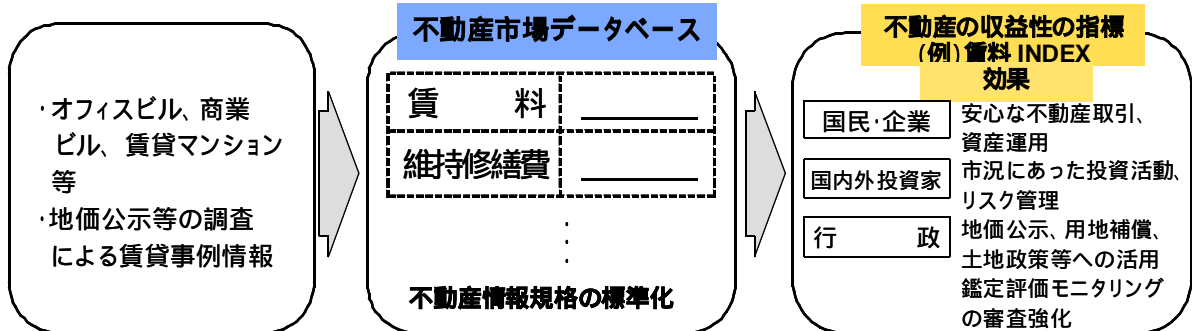 ・オフィスビル、商業
ビル、賃貸マンション
等
・地価公示等の調査
による賃貸事例情報
不動産市場データベース
賃　料
維持修繕費
不動産情報規格の標準化
不動産の収益性の指標
(例)賃料 INDEX
効果
国民・企業
安心な不動産取引、
資産運用
国内外投資家
市況にあった投資活動、
リスク管理
行　政
地価公示、用地補償、
土地政策等への活用
鑑定評価モニタリング
の審査強化